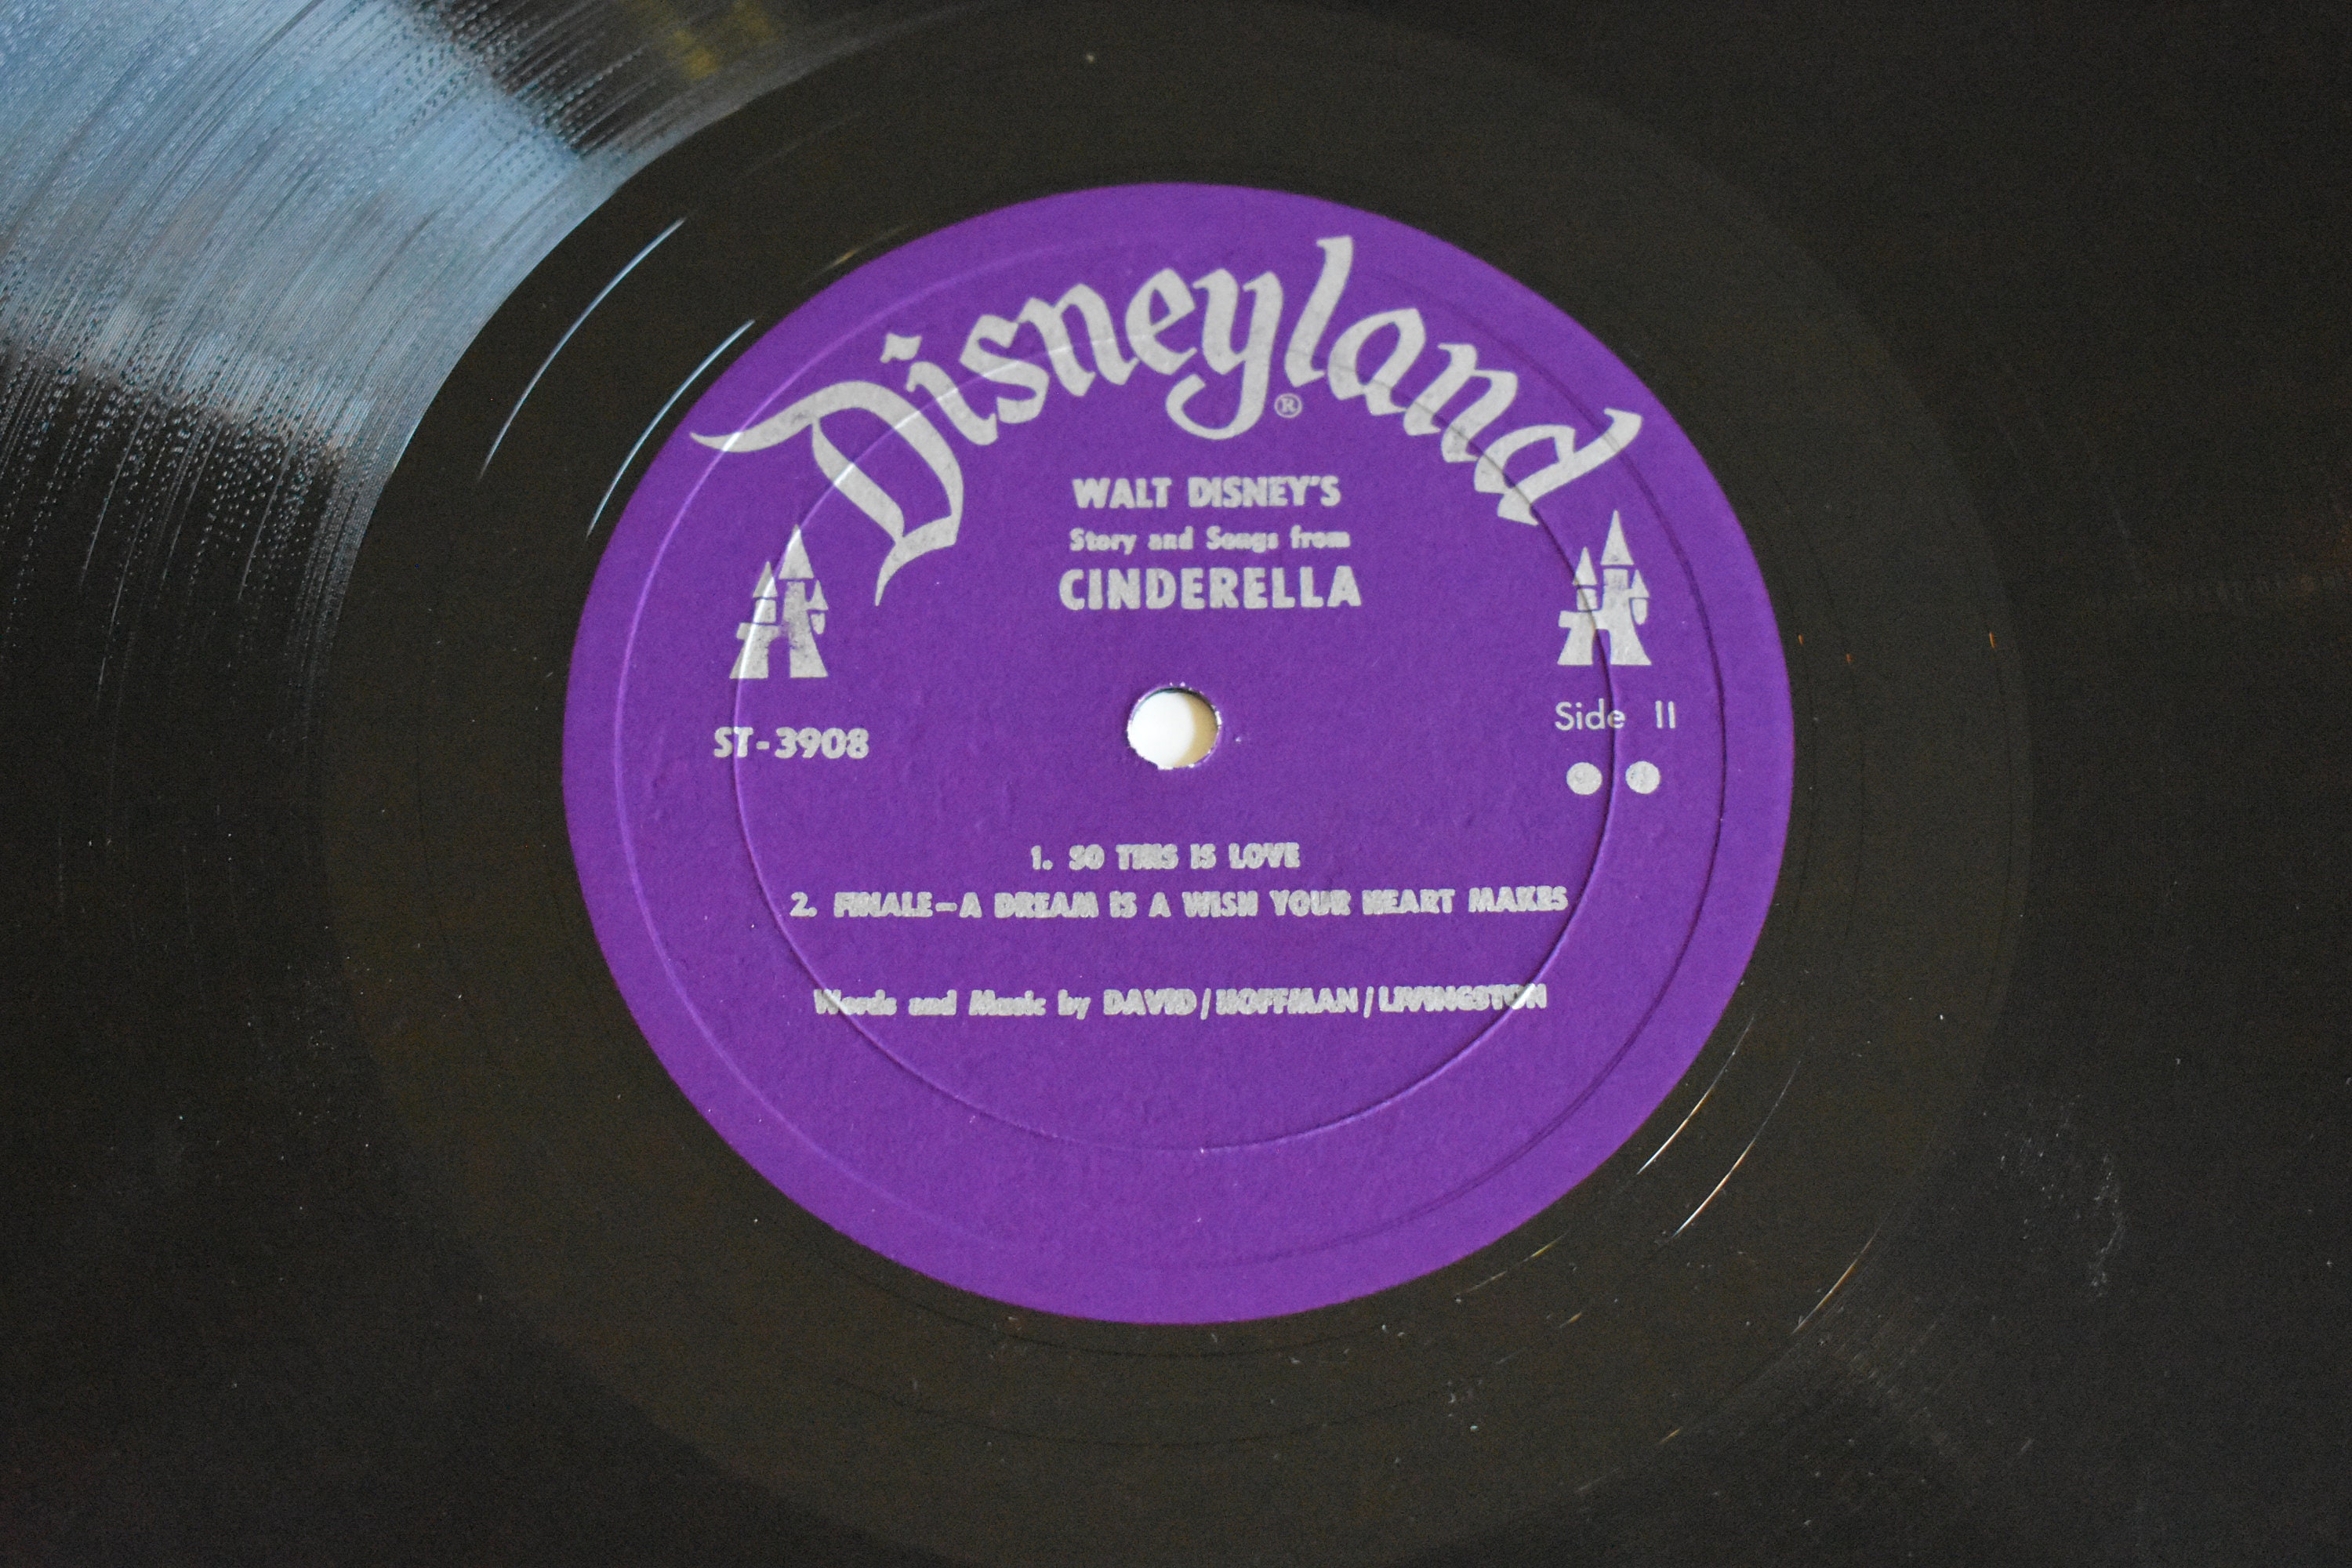 Disneyland®
WALT DISNEY'S
Story and Songs from
CINDERELLA
ST-3908
Side II
1. SO THIS IS LOVE
2. FINALE-A DREAM IS A WISH YOUR HEART MAKES
Words and Music by DAVID/HOFFMAN/LIVINGSTON